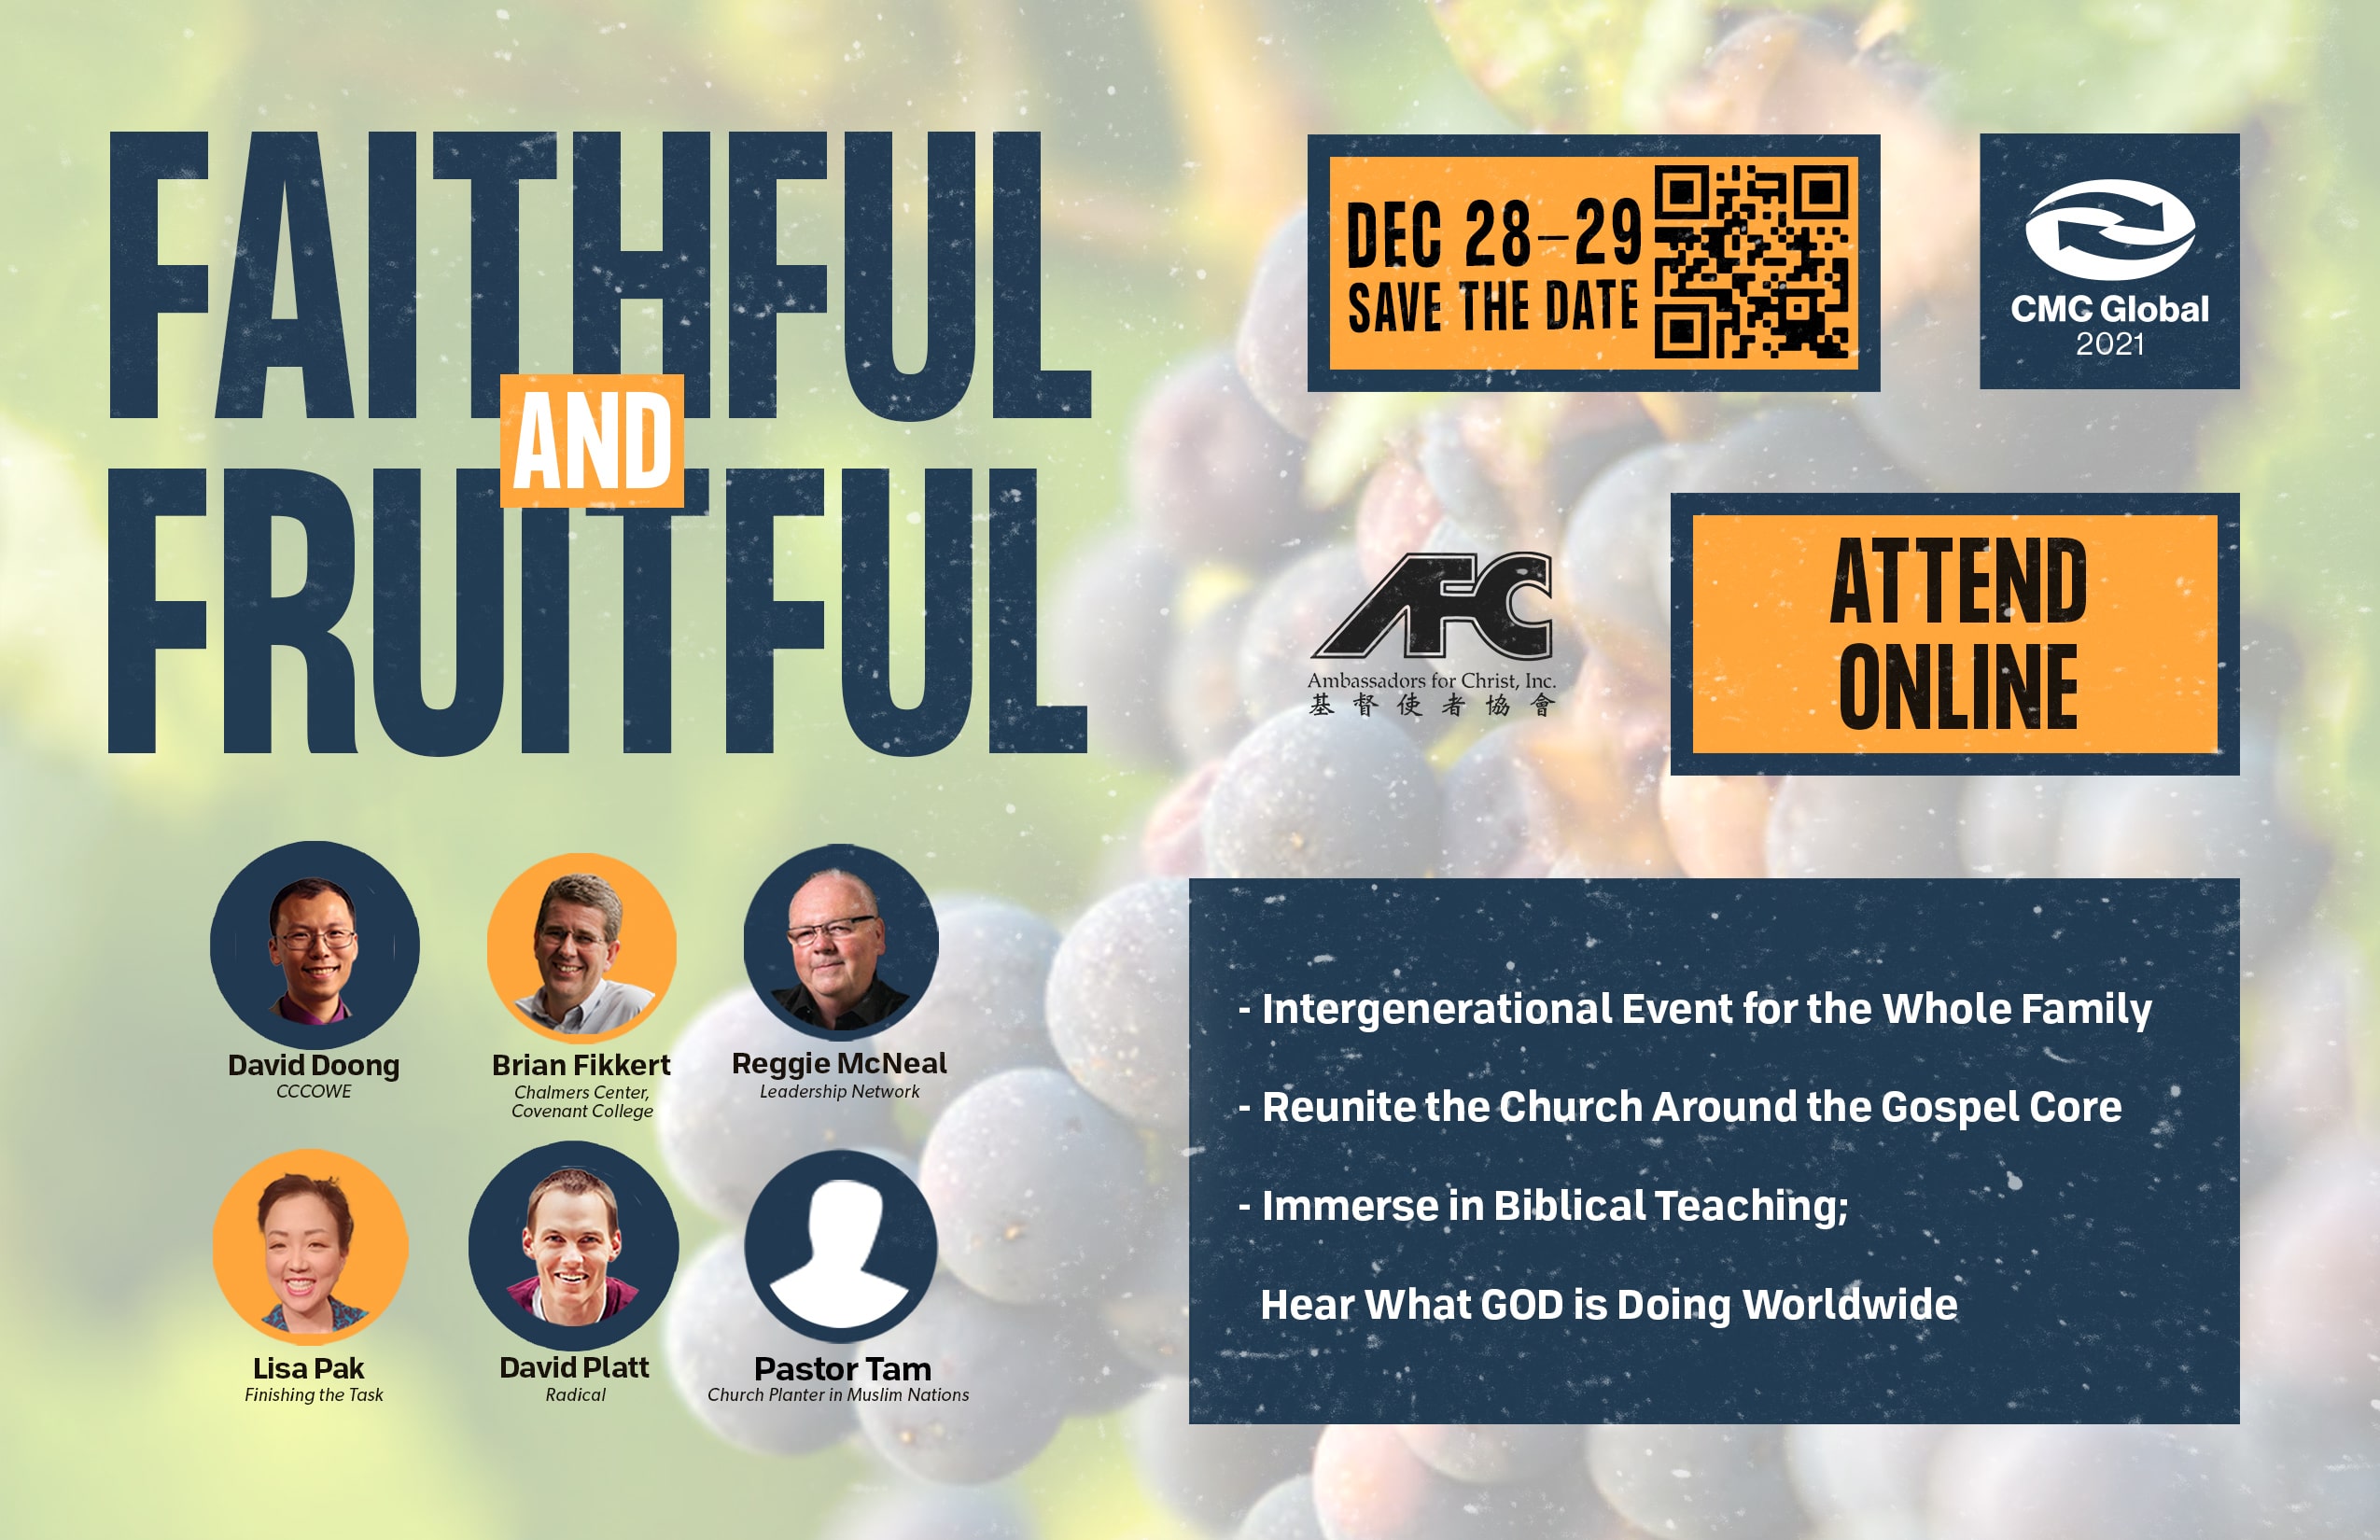 FAITHFUL
AND
FRUITFUL
DEC 28–29
SAVE THE DATE
CMC Global
2021
AFC
Ambassadors for Christ, Inc.
基督使者協會
ATTEND
ONLINE
David Doong
CCCOWE
Brian Fikkert
Chalmers Center,
Covenant College
Reggie McNeal
Leadership Network
Lisa Pak
Finishing the Task
David Platt
Radical
Pastor Tam
Church Planter in Muslim Nations
- Intergenerational Event for the Whole Family
- Reunite the Church Around the Gospel Core
- Immerse in Biblical Teaching;
Hear What GOD is Doing Worldwide